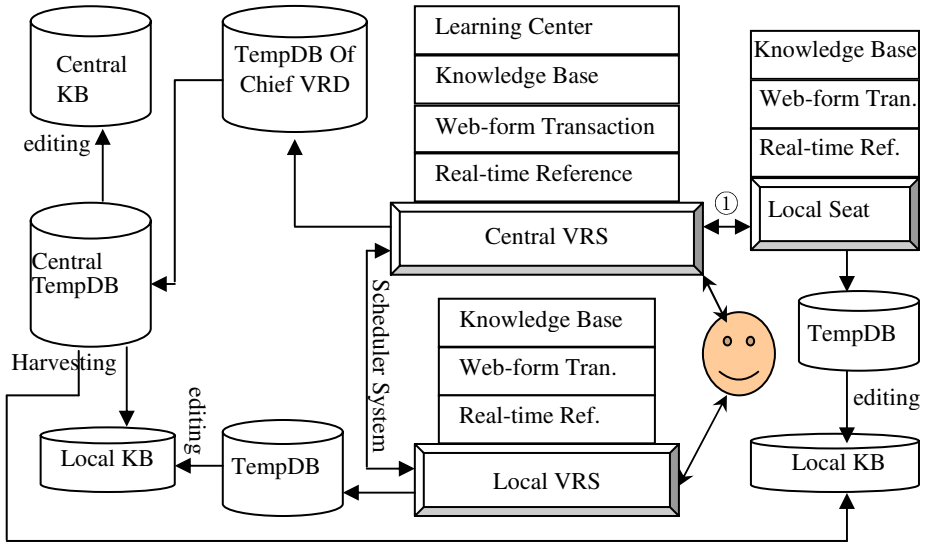 Central
KB
TempDB Of
Chief VRD
Learning Center
Knowledge Base
Web-form Transaction
Real-time Reference
Central VRS
①
Knowledge Base
Web-form Tran.
Real-time Ref.
Local Seat
editing
Central
TempDB
Scheduler System
Knowledge Base
Web-form Tran.
Real-time Ref.
Local VRS
TempDB
editing
Local KB
Harvesting
Local KB
editing
TempDB